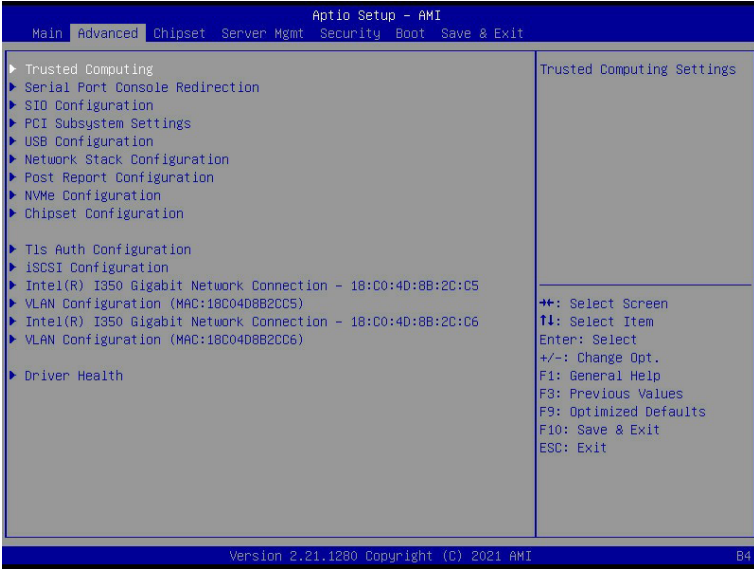 Aptio Setup – AMI
Main Advanced Chipset Server Mgmt Security Boot Save & Exit
Trusted Computing
Serial Port Console Redirection
SIO Configuration
PCI Subsystem Settings
USB Configuration
Network Stack Configuration
Post Report Configuration
NVMe Configuration
Chipset Configuration
Tls Auth Configuration
iSCSI Configuration
Intel(R) I350 Gigabit Network Connection – 18:C0:4D:8B:2C:C5
VLAN Configuration (MAC:18C04D8B2CC5)
Intel(R) I350 Gigabit Network Connection – 18:C0:4D:8B:2C:C6
VLAN Configuration (MAC:18C04D8B2CC6)
Driver Health
Trusted Computing Settings
→←: Select Screen
↑↓: Select Item
Enter: Select
+/–: Change Opt.
F1: General Help
F3: Previous Values
F9: Optimized Defaults
F10: Save & Exit
ESC: Exit
Version 2.21.1280 Copyright (C) 2021 AMI
B4